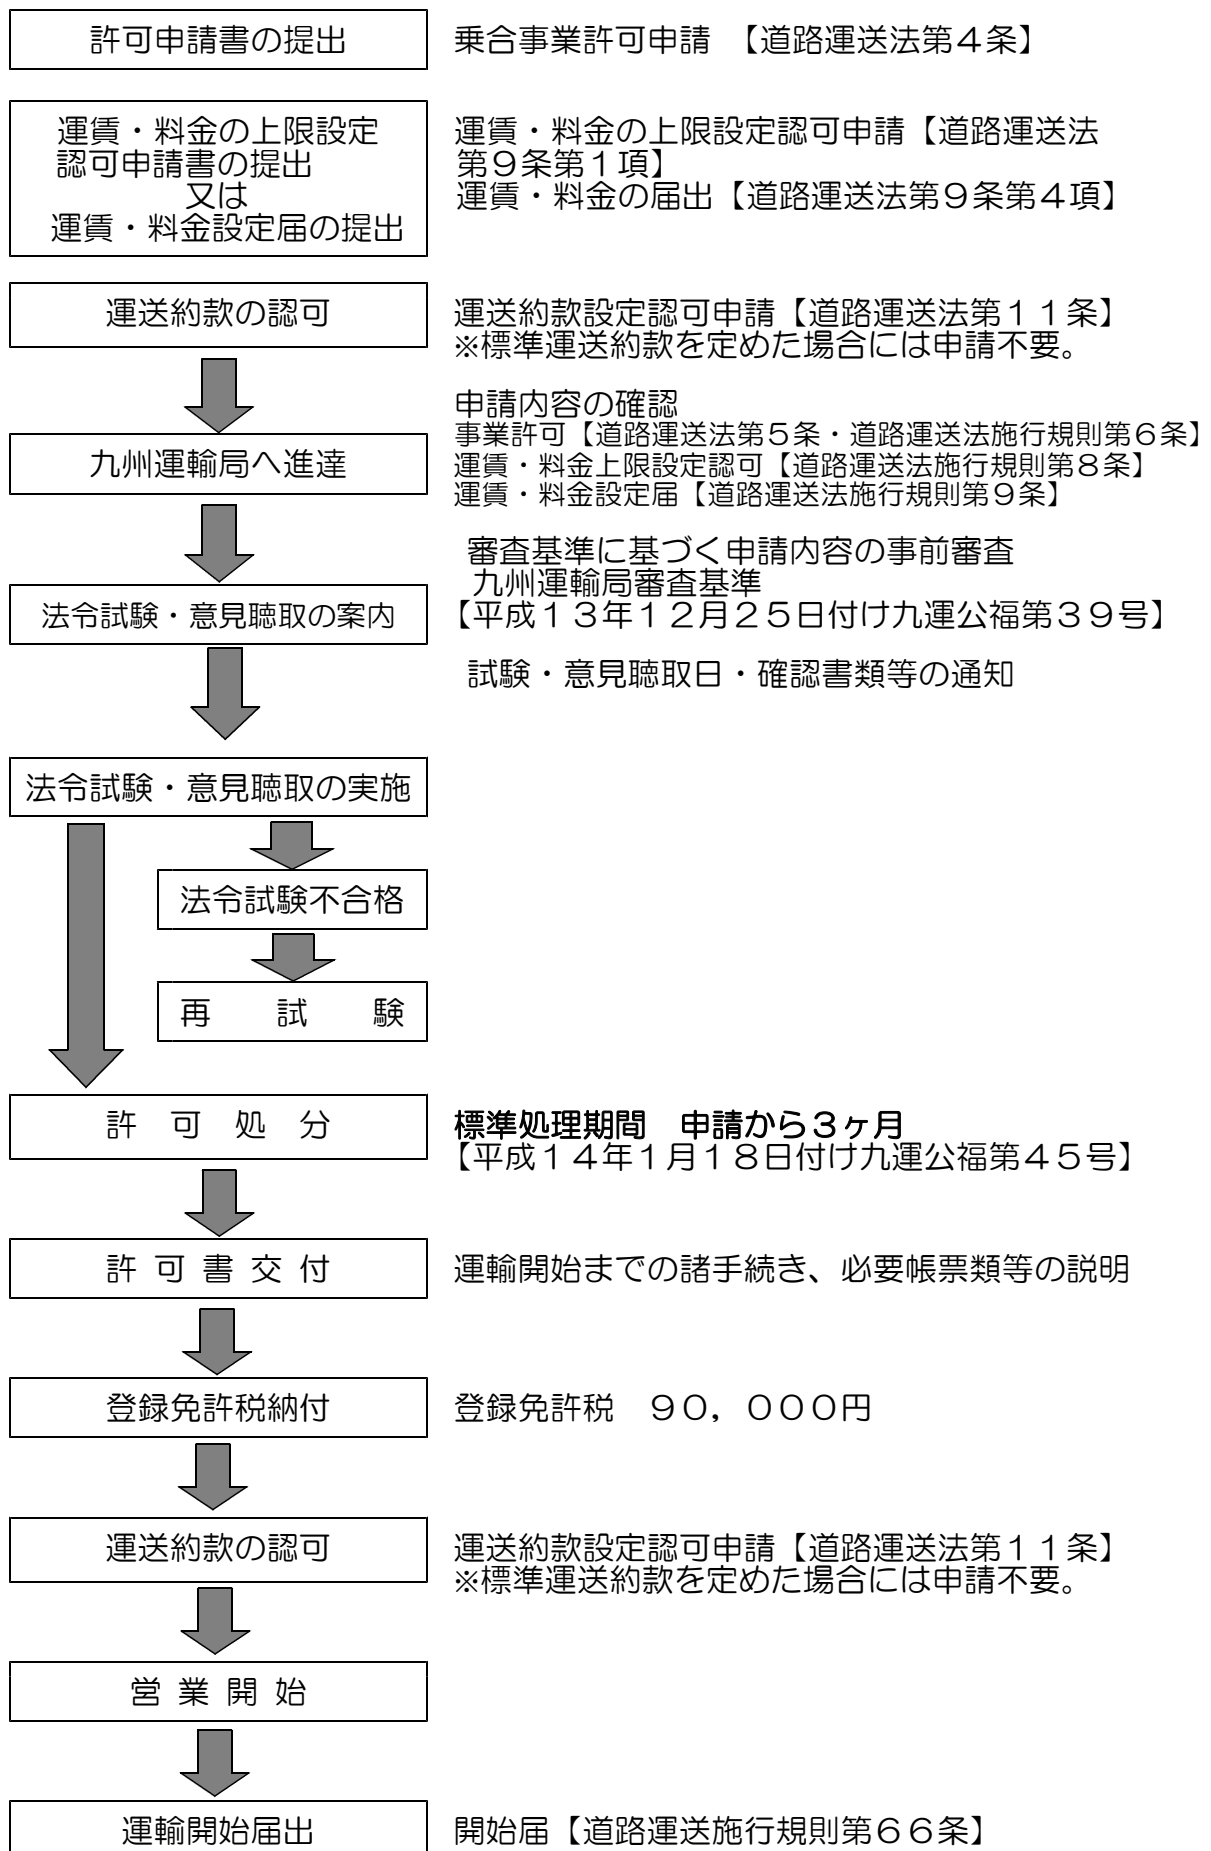 許可申請書の提出　乗合事業許可申請　【道路運送法第４条】
運賃・料金の上限設定
認可申請書の提出
又は
運賃・料金設定届の提出
運賃・料金の上限設定認可申請【道路運送法
第９条第１項】
運賃・料金の届出【道路運送法第９条第４項】
運送約款の認可
運送約款設定認可申請【道路運送法第１１条】
※標準運送約款を定めた場合には申請不要。
九州運輸局へ進達
申請内容の確認
事業許可【道路運送法第５条・道路運送法施行規則第６条】
運賃・料金上限設定認可【道路運送法施行規則第８条】
運賃・料金設定届【道路運送法施行規則第９条】
法令試験・意見聴取の案内
審査基準に基づく申請内容の事前審査
九州運輸局審査基準
【平成１３年１２月２５日付け九運公福第３９号】
試験・意見聴取日・確認書類等の通知
法令試験・意見聴取の実施
法令試験不合格
再　試　験
許　可　処　分
標準処理期間　申請から３ヶ月
【平成１４年１月１８日付け九運公福第４５号】
許 可 書 交 付　運輸開始までの諸手続き、必要帳票類等の説明
登録免許税納付　登録免許税　９０，０００円
運送約款の認可
運送約款設定認可申請【道路運送法第１１条】
※標準運送約款を定めた場合には申請不要。
営 業 開 始
運輸開始届出　開始届【道路運送施行規則第６６条】